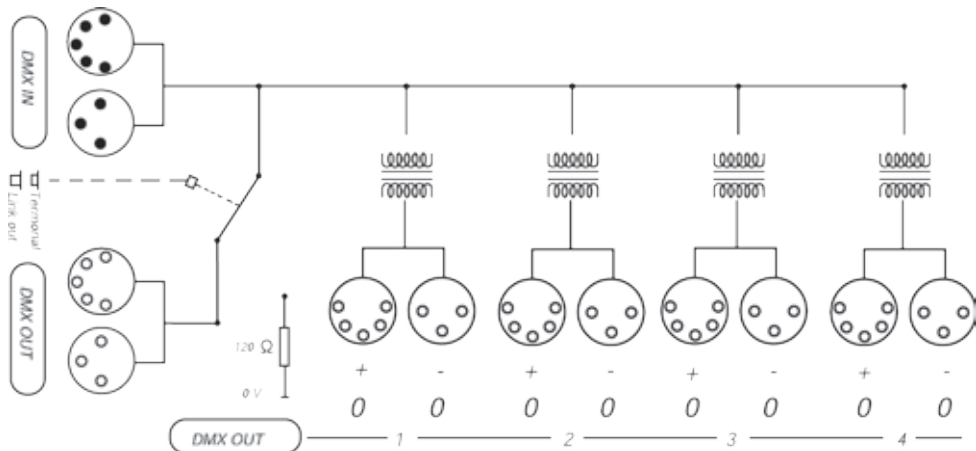 DMX IN
Link out
Termonal
DMX OUT
120 Ω
0 V
+ - + - + - + -
0 0 0 0 0 0 0 0
DMX OUT 1 2 3 4